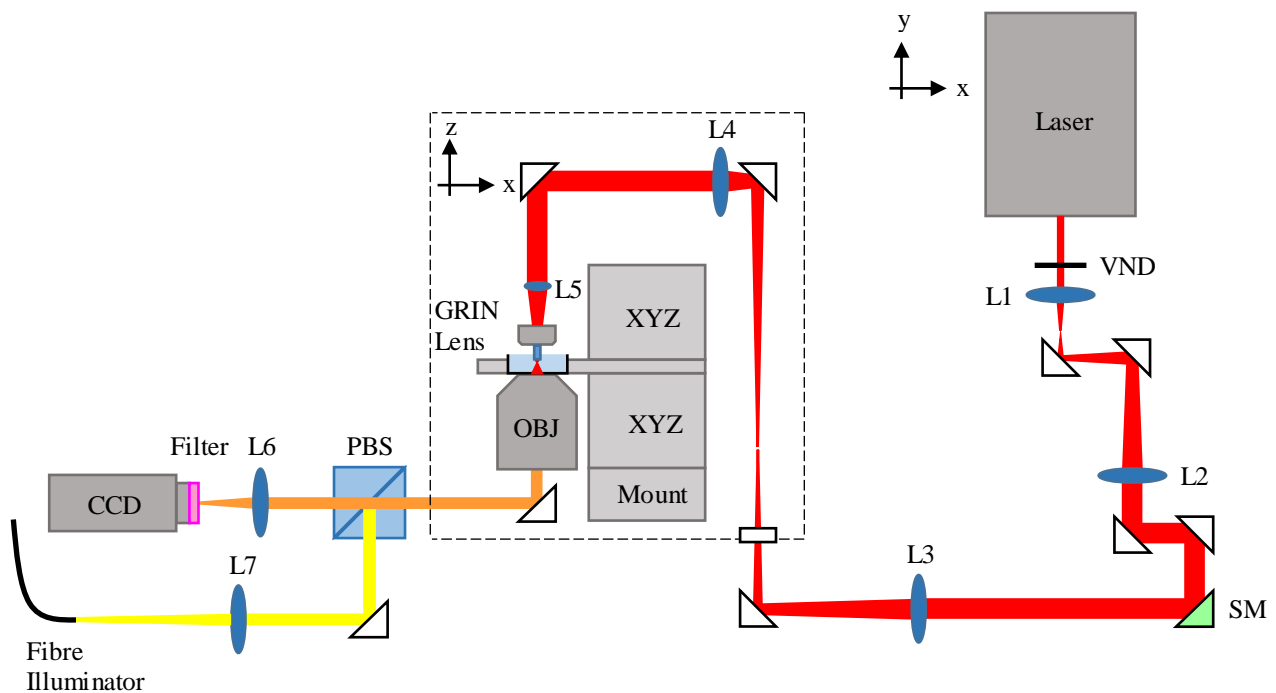 y
x
Laser
VND
L1
L2
SM
L3
z
x
L4
L5
GRIN
Lens
XYZ
XYZ
Mount
OBJ
PBS
L6
Filter
CCD
L7
Fibre
Illuminator